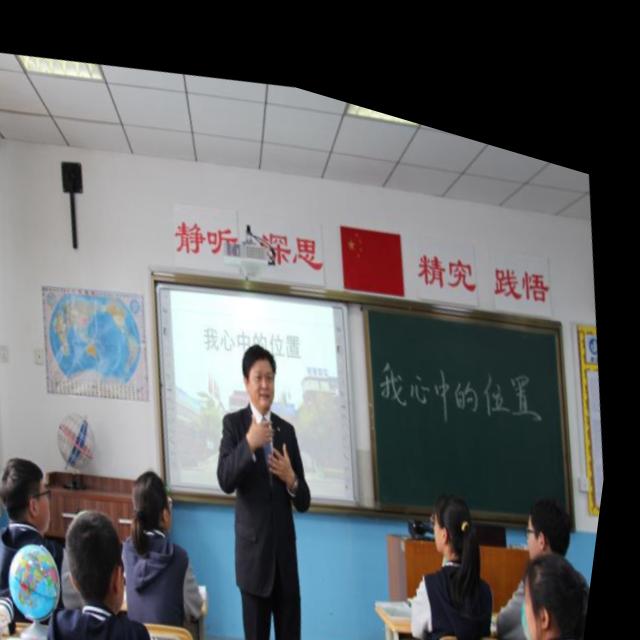 静听 深思 精究 践悟
我心中的位置
我心中的位置